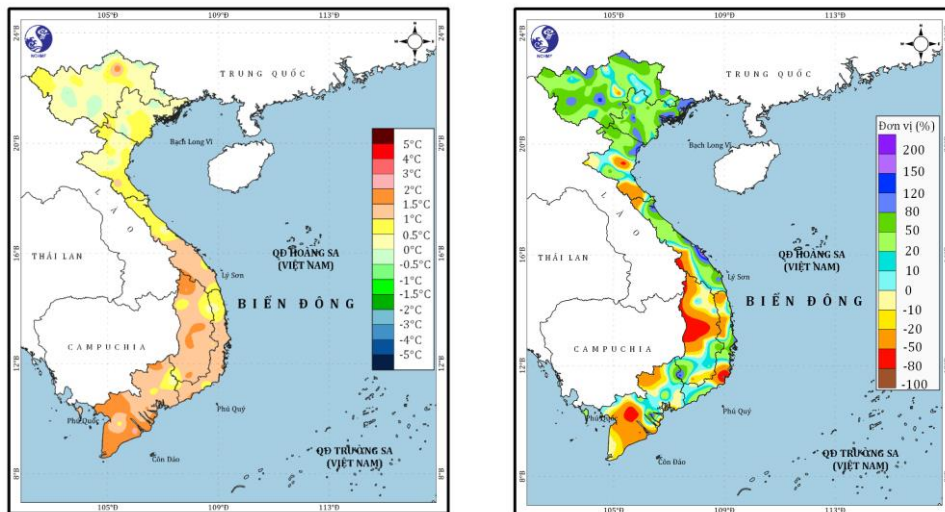 105°Đ 109°Đ 113°Đ
24°B
20°B
16°B
12°B
8°B
TRUNG QUỐC
Bạch Long Vĩ
LÀO
THÁI LAN
QĐ HOÀNG SA
(VIỆT NAM)
Lý Sơn
BIỂN ĐÔNG
CAMPUCHIA
Phú Quốc
Phú Quý
Côn Đảo
QĐ TRƯỜNG SA
(VIỆT NAM)
5°C
4°C
3°C
2°C
1.5°C
1°C
0.5°C
0°C
-0.5°C
-1°C
-1.5°C
-2°C
-3°C
-4°C
-5°C
105°Đ 109°Đ 113°Đ
105°Đ 109°Đ 113°Đ
24°B
20°B
16°B
12°B
8°B
TRUNG QUỐC
Bạch Long Vĩ
LÀO
THÁI LAN
QĐ HOÀNG SA
(VIỆT NAM)
Lý Sơn
BIỂN ĐÔNG
CAMPUCHIA
Phú Quốc
Phú Quý
Côn Đảo
QĐ TRƯỜNG SA
(VIỆT NAM)
Đơn vị (%)
200
150
120
80
50
20
10
0
-10
-20
-50
-80
-100
105°Đ 109°Đ 113°Đ